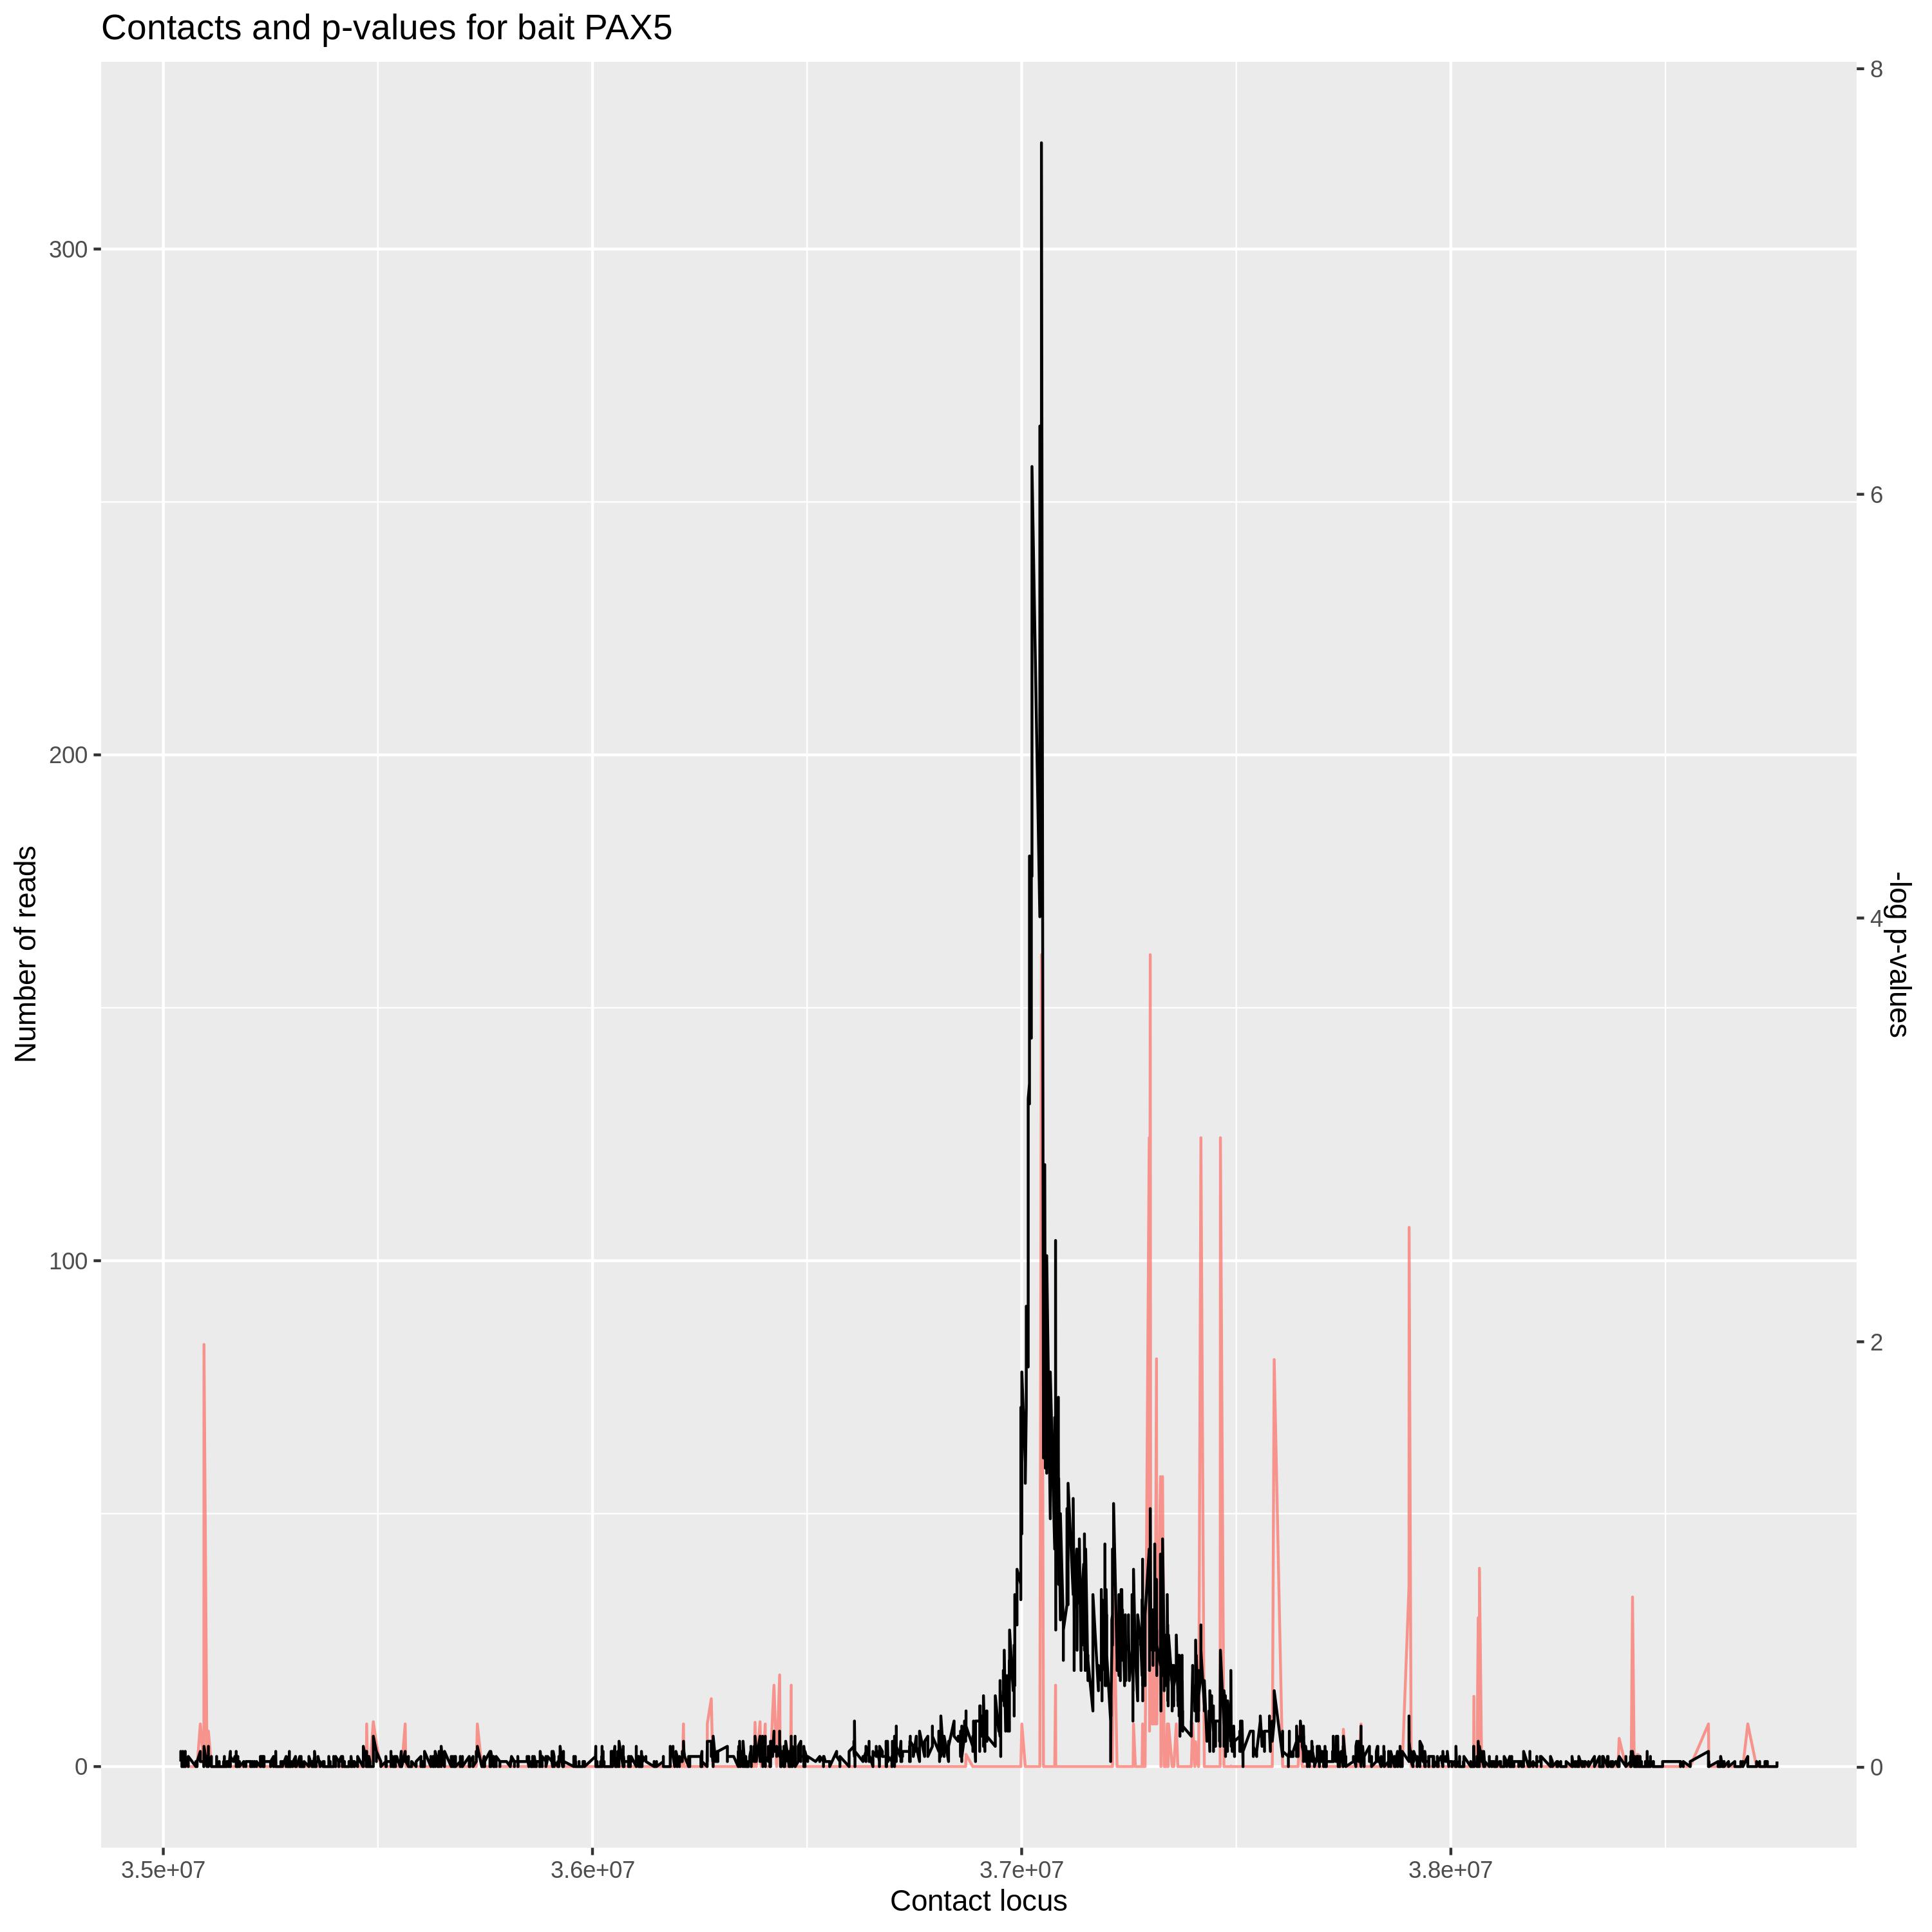 Contacts and p-values for bait PAX5
Number of reads
300
200
100
0
8
6
4
2
0
-log p-values
3.5e+07
3.6e+07
3.7e+07
3.8e+07
Contact locus